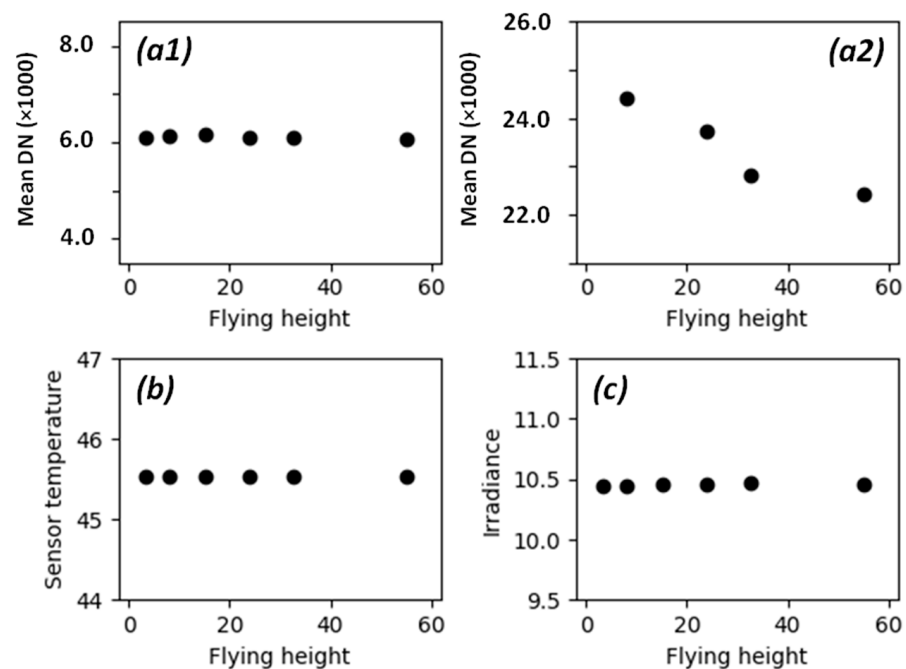 (a1)
Mean DN (×1000)
8.0
6.0
4.0
0 20 40 60
Flying height
(a2)
Mean DN (×1000)
26.0
24.0
22.0
0 20 40 60
Flying height
(b)
Sensor temperature
47
46
45
44
0 20 40 60
Flying height
(c)
Irradiance
11.5
11.0
10.5
10.0
9.5
0 20 40 60
Flying height